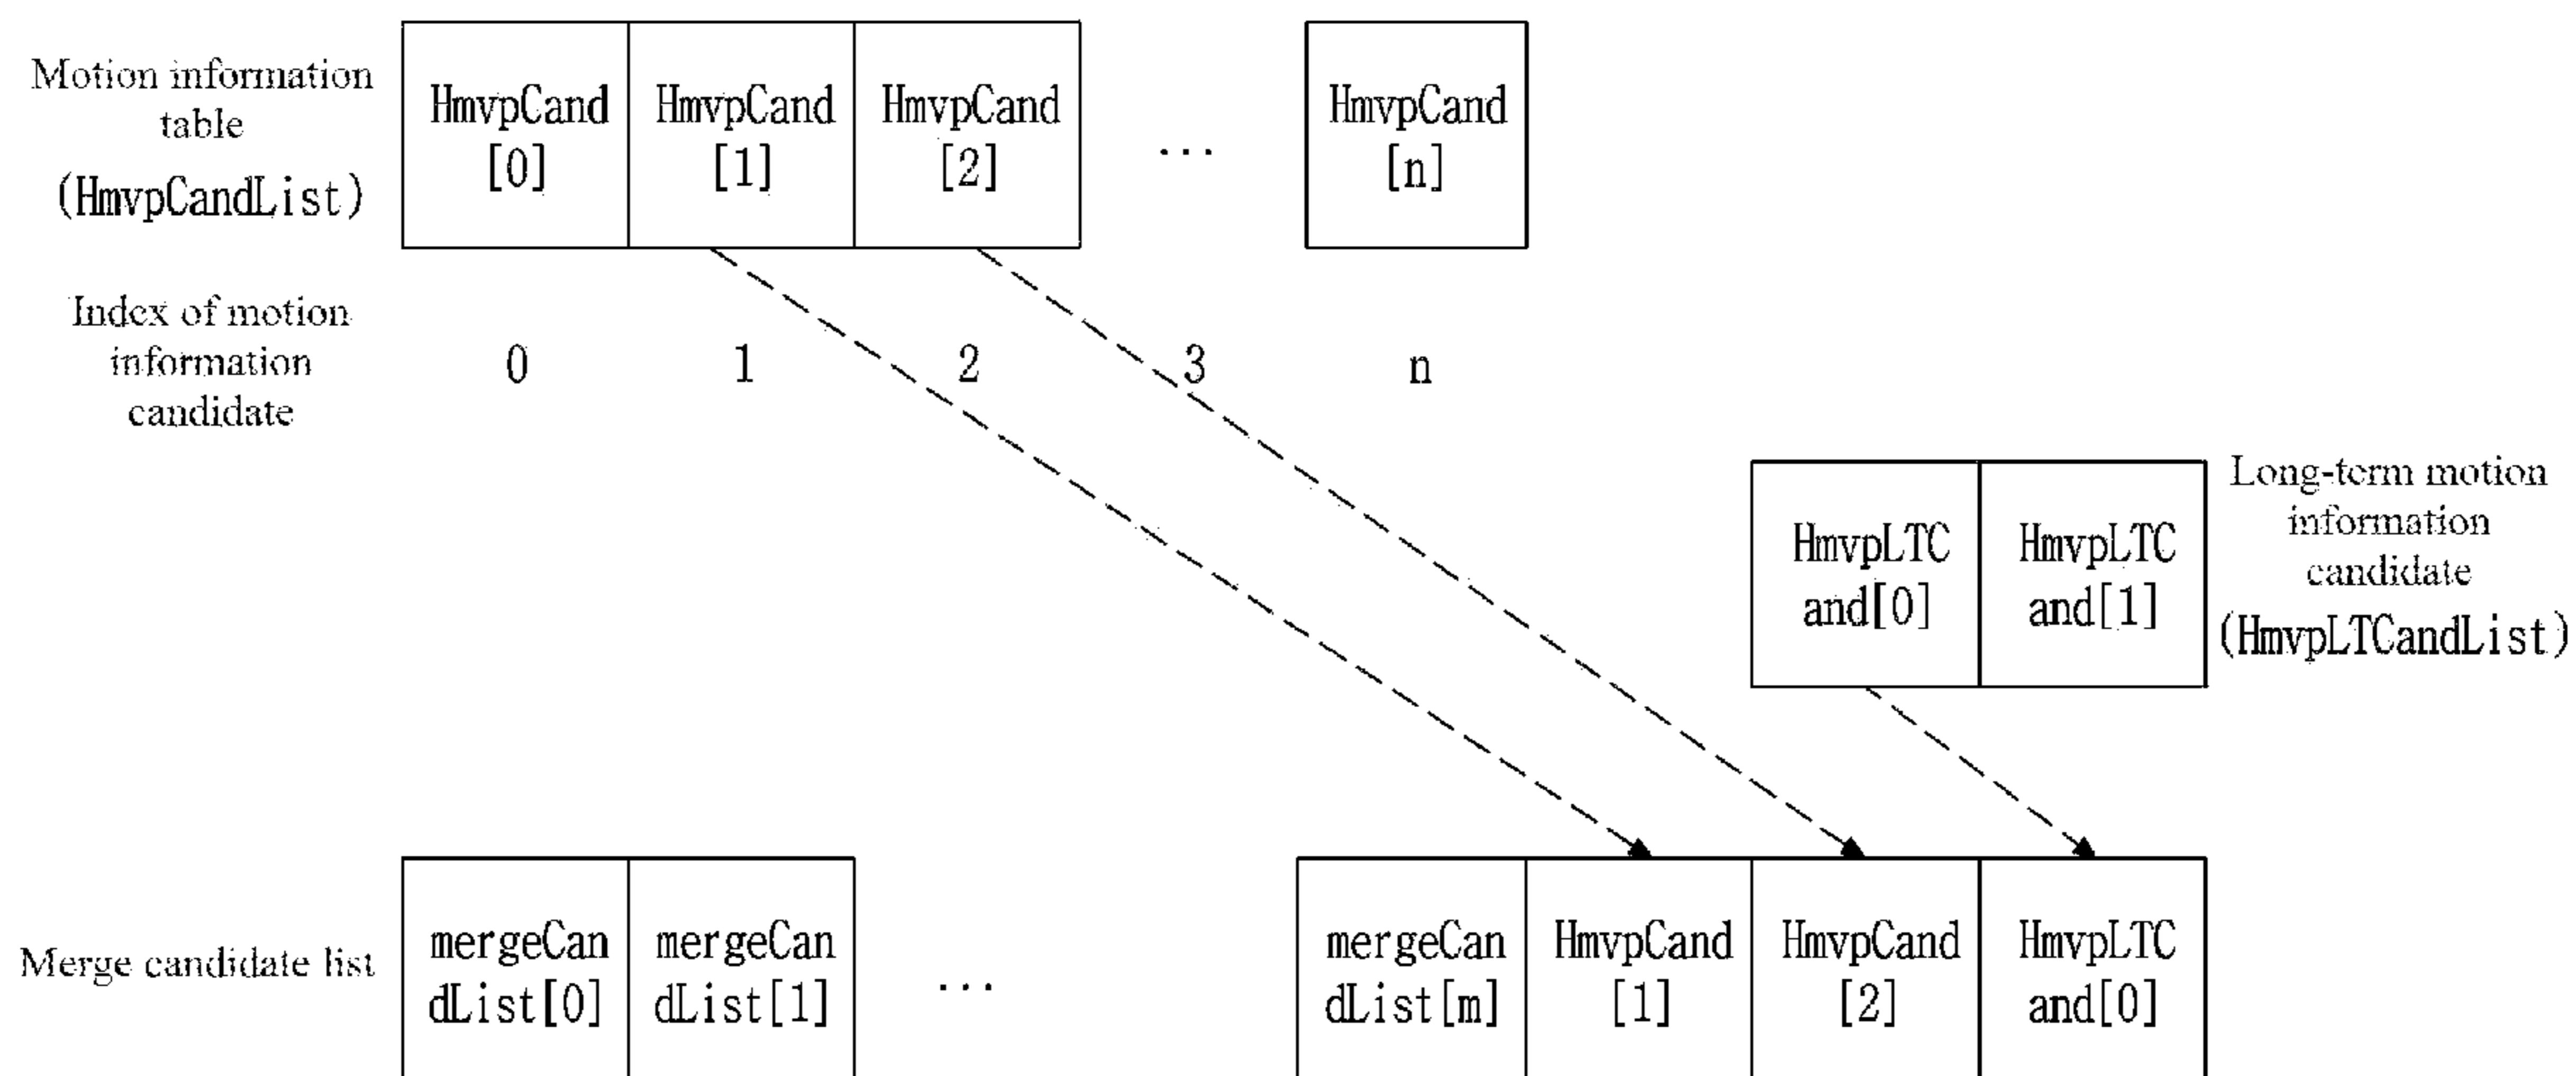 Motion information
table
(HmvpCandList)
HmvpCand
[0]
HmvpCand
[1]
HmvpCand
[2]
...
HmvpCand
[n]
Index of motion
information
candidate
0
1
2
3
n
HmvpLTC
and[0]
HmvpLTC
and[1]
Long-term motion
information
candidate
(HmvpLTCandList)
Merge candidate list
mergeCan
dList[0]
mergeCan
dList[1]
...
mergeCan
dList[m]
HmvpCand
[1]
HmvpCand
[2]
HmvpLTC
and[0]